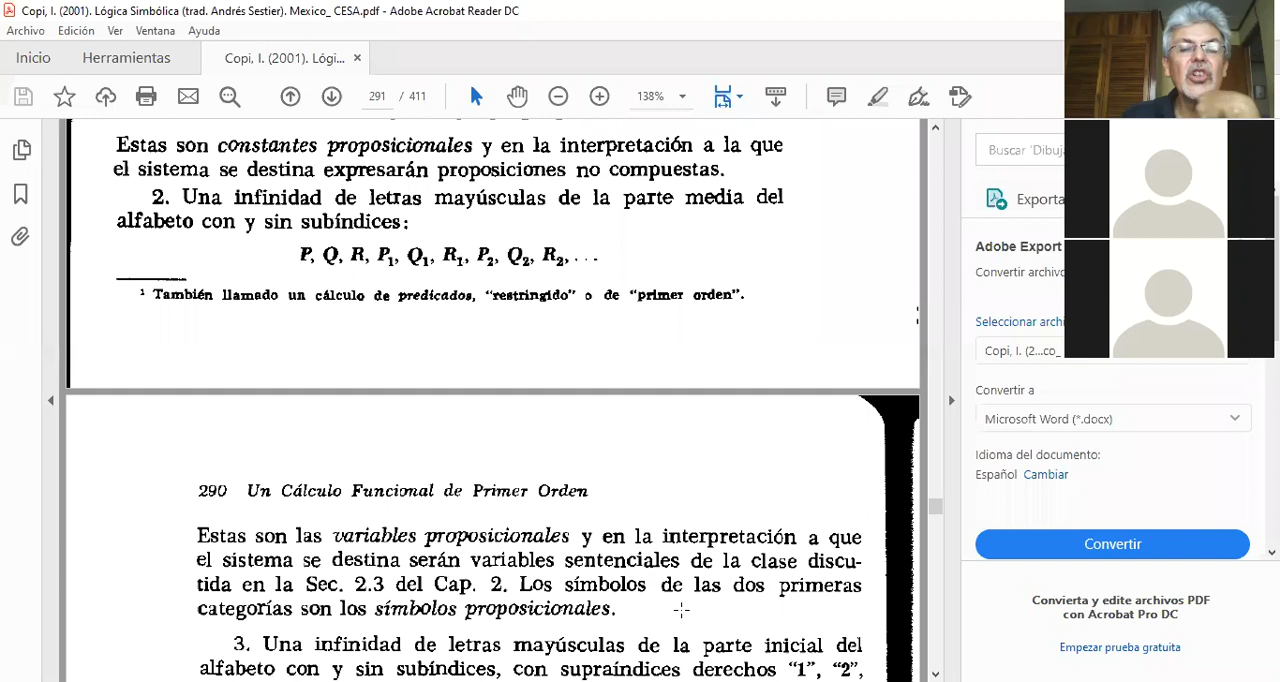 Copi, I. (2001). Lógica Simbólica (trad. Andrés Sestier). Mexico_ CESA.pdf - Adobe Acrobat Reader DC
Archivo Edición Ver Ventana Ayuda
Inicio Herramientas Copi, I. (2001). Lógi... ×
291 / 411 138%
Estas son constantes proposicionales y en la interpretación a la que
el sistema se destina expresarán proposiciones no compuestas.
2. Una infinidad de letras mayúsculas de la parte media del
alfabeto con y sin subíndices:
P, Q, R, P₁, Q₁, R₁, P₂, Q₂, R₂, . . .
¹ También llamado un cálculo de predicados, "restringido" o de "primer orden".
290 Un Cálculo Funcional de Primer Orden
Estas son las variables proposicionales y en la interpretación a que
el sistema se destina serán variables sentenciales de la clase discu-
tida en la Sec. 2.3 del Cap. 2. Los símbolos de las dos primeras
categorías son los símbolos proposicionales.
3. Una infinidad de letras mayúsculas de la parte inicial del
alfabeto con y sin subíndices, con supraíndices derechos "1", "2",
Buscar 'Dibuj
Exporta
Adobe Export
Convertir archivo
Seleccionar archi
Copi, I. (2...co_
Convertir a
Microsoft Word (*.docx)
Idioma del documento:
Español Cambiar
Convertir
Convierta y edite archivos PDF
con Acrobat Pro DC
Empezar prueba gratuita